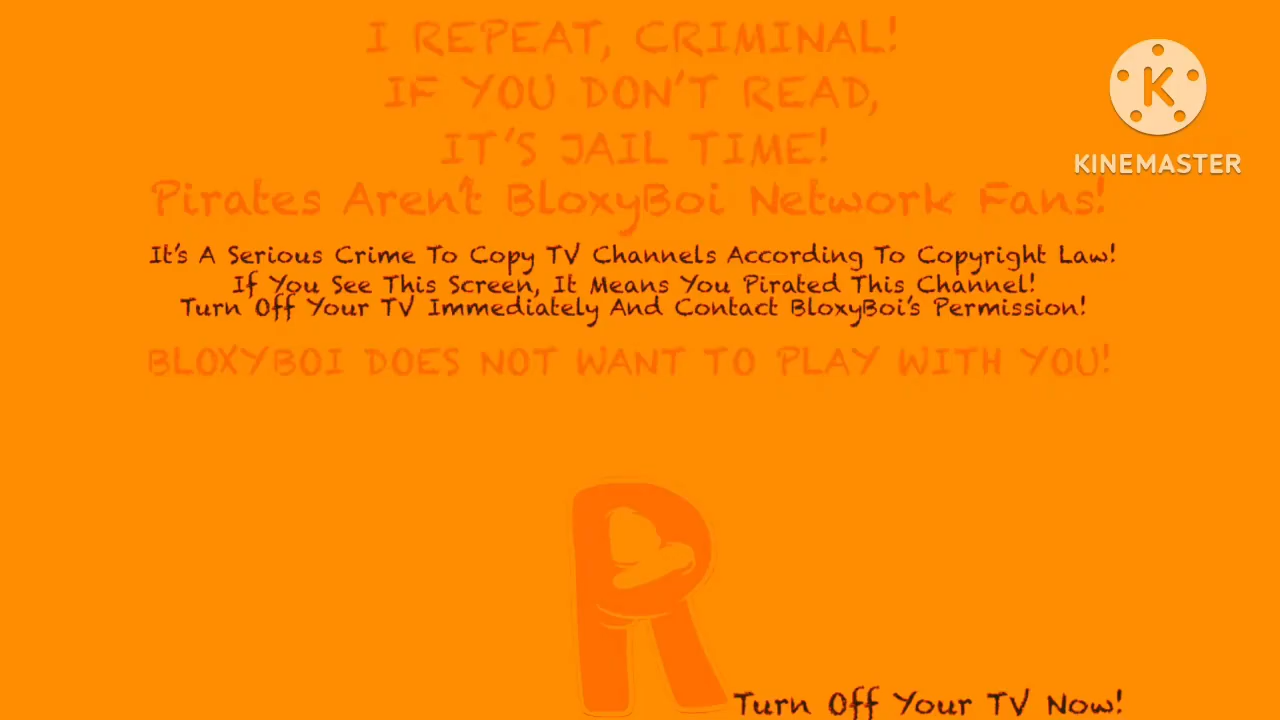 I REPEAT, CRIMINAL!
IF YOU DON'T READ,
IT'S JAIL TIME!
KINEMASTER
Pirates Aren't BloxyBoi Network Fans!
It's A Serious Crime To Copy TV Channels According To Copyright Law!
If You See This Screen, It Means You Pirated This Channel!
Turn Off Your TV Immediately And Contact BloxyBoi's Permission!
BLOXYBOI DOES NOT WANT TO PLAY WITH YOU!
R
Turn Off Your TV Now!